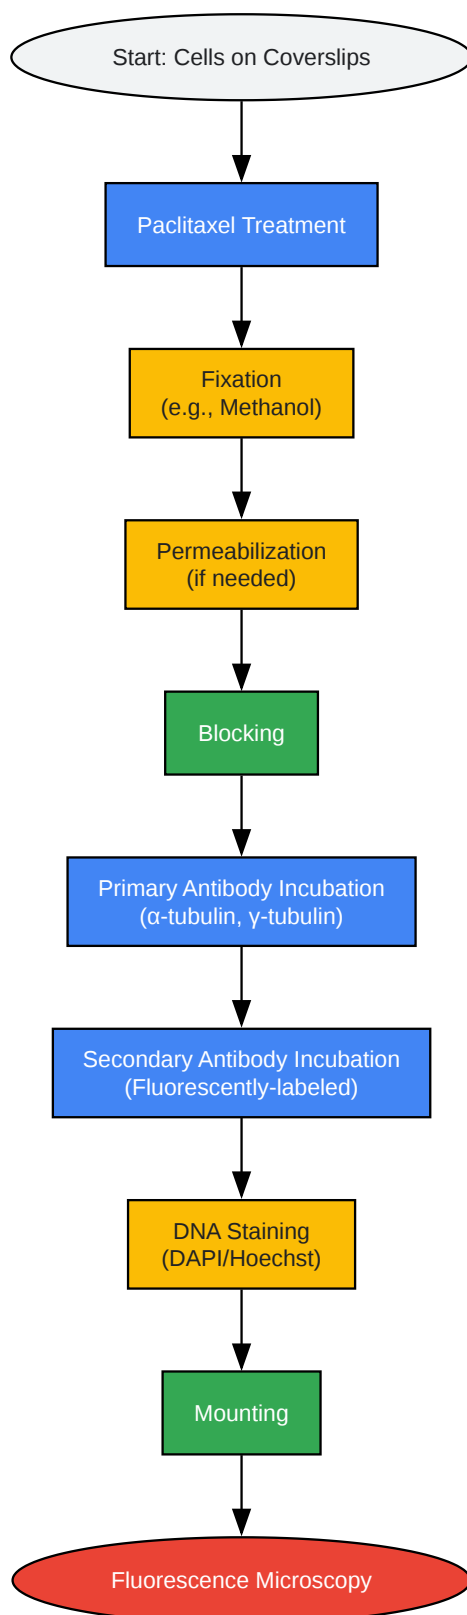 Start: Cells on Coverslips
Paclitaxel Treatment
Fixation
(e.g., Methanol)
Permeabilization
(if needed)
Blocking
Primary Antibody Incubation
(α-tubulin, γ-tubulin)
Secondary Antibody Incubation
(Fluorescently-labeled)
DNA Staining
(DAPI/Hoechst)
Mounting
Fluorescence Microscopy